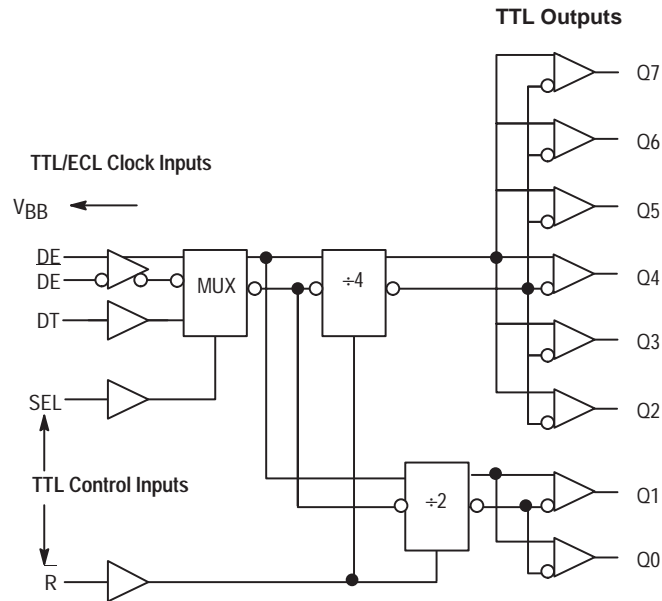 TTL Outputs
Q7
Q6
TTL/ECL Clock Inputs
VBB
Q5
DE
D̅E̅
MUX
÷4
Q4
DT
Q3
SEL
Q2
TTL Control Inputs
÷2
Q1
R̅
Q0